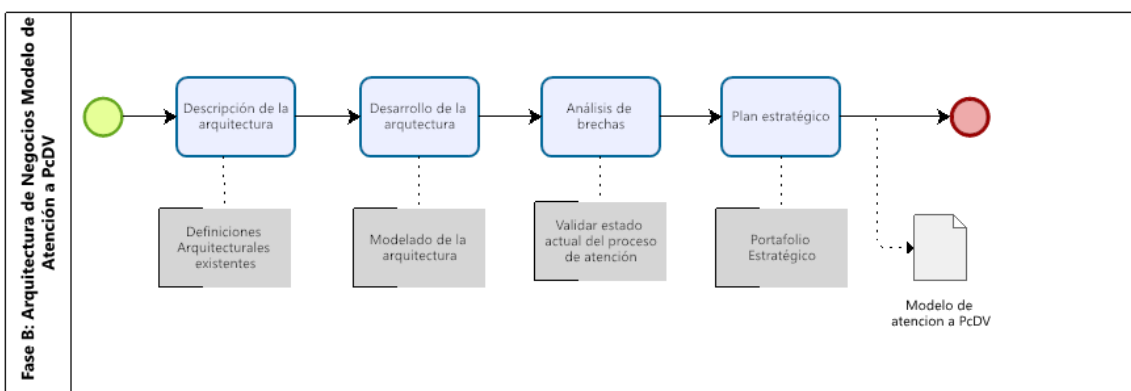 Fase B: Arquitectura de Negocios Modelo de
Atención a PcDV
Descripción de la
arquitectura
Desarrollo de la
arqutectura
Análisis de
brechas
Plan estratégico
Definiciones
Arquitecturales
existentes
Modelado de la
arquitectura
Validar estado
actual del proceso
de atención
Portafolio
Estratégico
Modelo de
atencion a PcDV